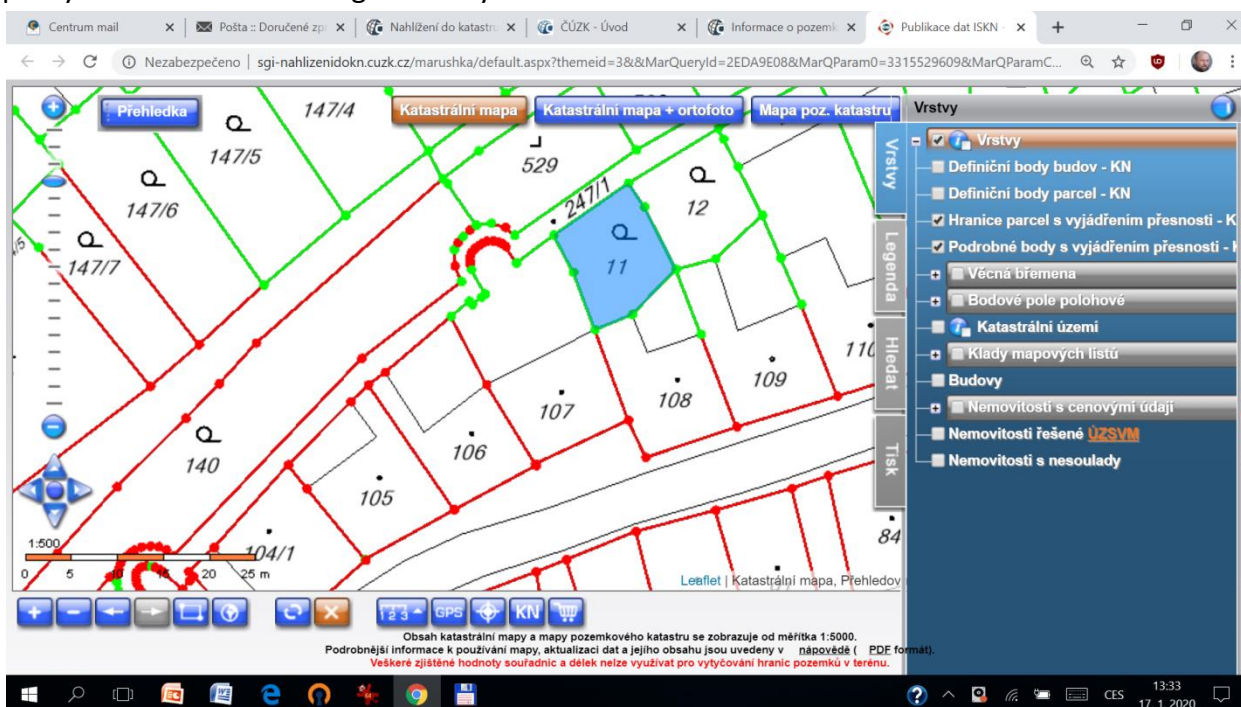 Centrum mail
Pošta :: Doručené zp
Nahlížení do katastru
ČÚZK - Úvod
Informace o pozemk
Publikace dat ISKN
Nezabezpečeno | sgi-nahlizenidokn.cuzk.cz/marushka/default.aspx?themeid=3&&MarQueryId=2EDA9E08&MarQParam0=3315529609&MarQParamC...
Přehledka
Katastrální mapa
Katastrální mapa + ortofoto
Mapa poz. katastru
147/4
147/5
147/6
147/7
529
247/1
12
11
110
109
108
107
106
105
104/1
140
84
1:500
0 5 10 15 20 25 m
Leaflet | Katastrální mapa, Přehledov
Vrstvy
Legenda
Hledat
Tisk
Vrstvy
Vrstvy
Definiční body budov - KN
Definiční body parcel - KN
Hranice parcel s vyjádřením přesnosti - K
Podrobné body s vyjádřením přesnosti -
Věcná břemena
Bodové pole polohové
Katastrální území
Klady mapových listů
Budovy
Nemovitosti s cenovými údaji
Nemovitosti řešené ÚZSVM
Nemovitosti s nesoulady
1 2 3
GPS
KN
Obsah katastrální mapy a mapy pozemkového katastru se zobrazuje od měřítka 1:5000.
Podrobnější informace k používání mapy, aktualizaci dat a jejího obsahu jsou uvedeny v nápovědě ( PDF formát).
Veškeré zjištěné hodnoty souřadnic a délek nelze využívat pro vytyčování hranic pozemků v terénu.
CES
13:33
17. 1. 2020